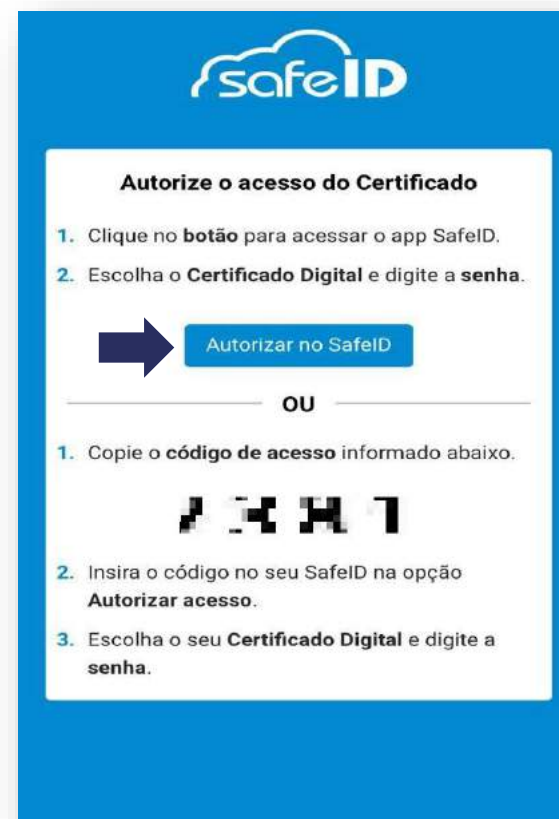 safeID
Autorize o acesso do Certificado
1. Clique no botão para acessar o app SafeID.
2. Escolha o Certificado Digital e digite a senha.
Autorizar no SafeID
OU
1. Copie o código de acesso informado abaixo.
2. Insira o código no seu SafeID na opção
Autorizar acesso.
3. Escolha o seu Certificado Digital e digite a
senha.